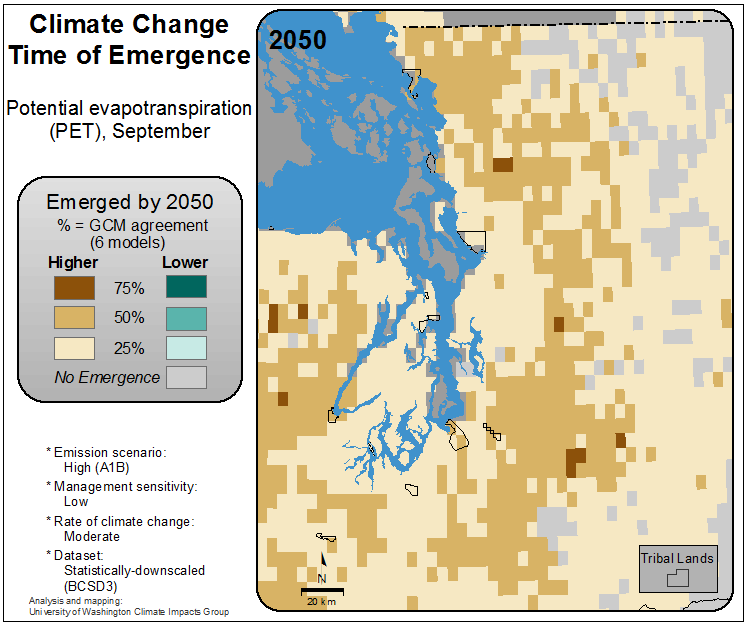 Climate Change
Time of Emergence
Potential evapotranspiration
(PET), September
Emerged by 2050
% = GCM agreement
(6 models)
Higher Lower
75%
50%
25%
No Emergence
* Emission scenario:
High (A1B)
* Management sensitivity:
Low
* Rate of climate change:
Moderate
* Dataset:
Statistically-downscaled
(BCSD3)
Analysis and mapping:
University of Washington Climate Impacts Group
2050
Tribal Lands
N
20 km